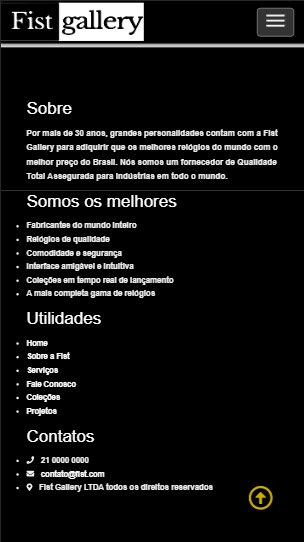 Fist gallery
Sobre
Por mais de 30 anos, grandes personalidades contam com a Fist
Gallery para adiquirir que os melhores relógios do mundo com o
melhor preço do Brasil. Nós somos um fornecedor de Qualidade
Total Assegurada para indústrias em todo o mundo.
Somos os melhores
Fabricantes do mundo inteiro
Relógios de qualidade
Comodidade e segurança
Interface amigável e intuitiva
Coleções em tempo real de lançamento
A mais completa gama de relógios
Utilidades
Home
Sobre a Fist
Serviços
Fale Conosco
Coleções
Projetos
Contatos
21 0000 0000
contato@fist.com
Fist Gallery LTDA todos os direitos reservados